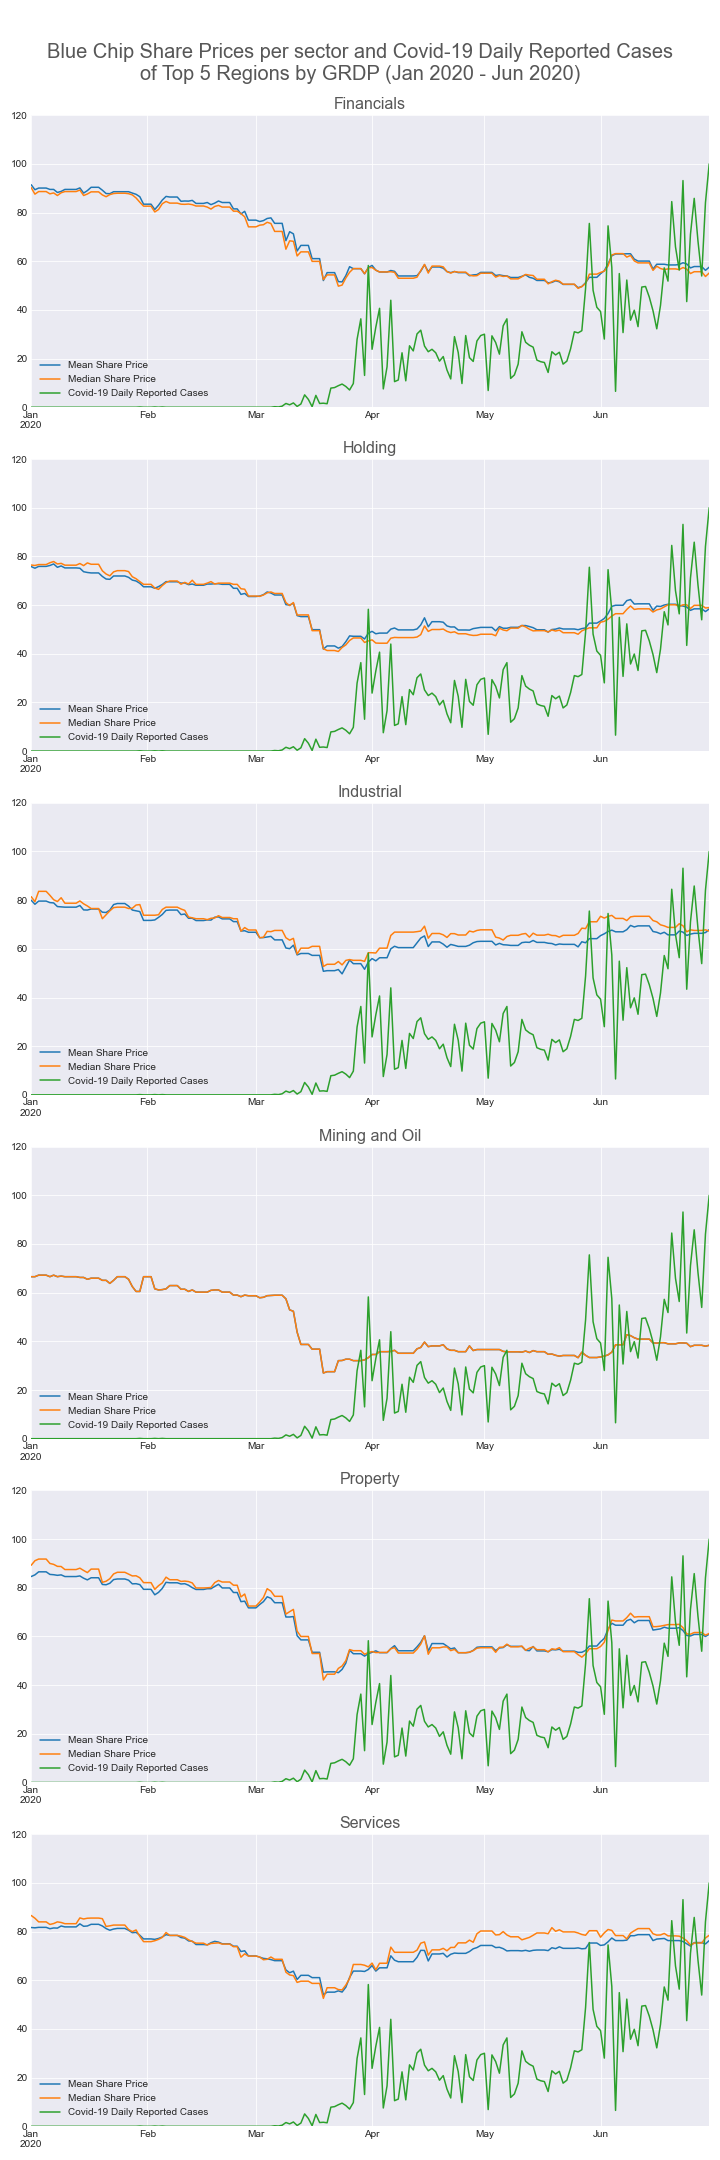 Blue Chip Share Prices per sector and Covid-19 Daily Reported Cases
of Top 5 Regions by GRDP (Jan 2020 - Jun 2020)
Financials
120
100
80
60
40
20
0
Mean Share Price
Median Share Price
Covid-19 Daily Reported Cases
Jan Feb Mar Apr May Jun
2020
Holding
120
100
80
60
40
20
0
Mean Share Price
Median Share Price
Covid-19 Daily Reported Cases
Jan Feb Mar Apr May Jun
2020
Industrial
120
100
80
60
40
20
0
Mean Share Price
Median Share Price
Covid-19 Daily Reported Cases
Jan Feb Mar Apr May Jun
2020
Mining and Oil
120
100
80
60
40
20
0
Mean Share Price
Median Share Price
Covid-19 Daily Reported Cases
Jan Feb Mar Apr May Jun
2020
Property
120
100
80
60
40
20
0
Mean Share Price
Median Share Price
Covid-19 Daily Reported Cases
Jan Feb Mar Apr May Jun
2020
Services
120
100
80
60
40
20
0
Mean Share Price
Median Share Price
Covid-19 Daily Reported Cases
Jan Feb Mar Apr May Jun
2020